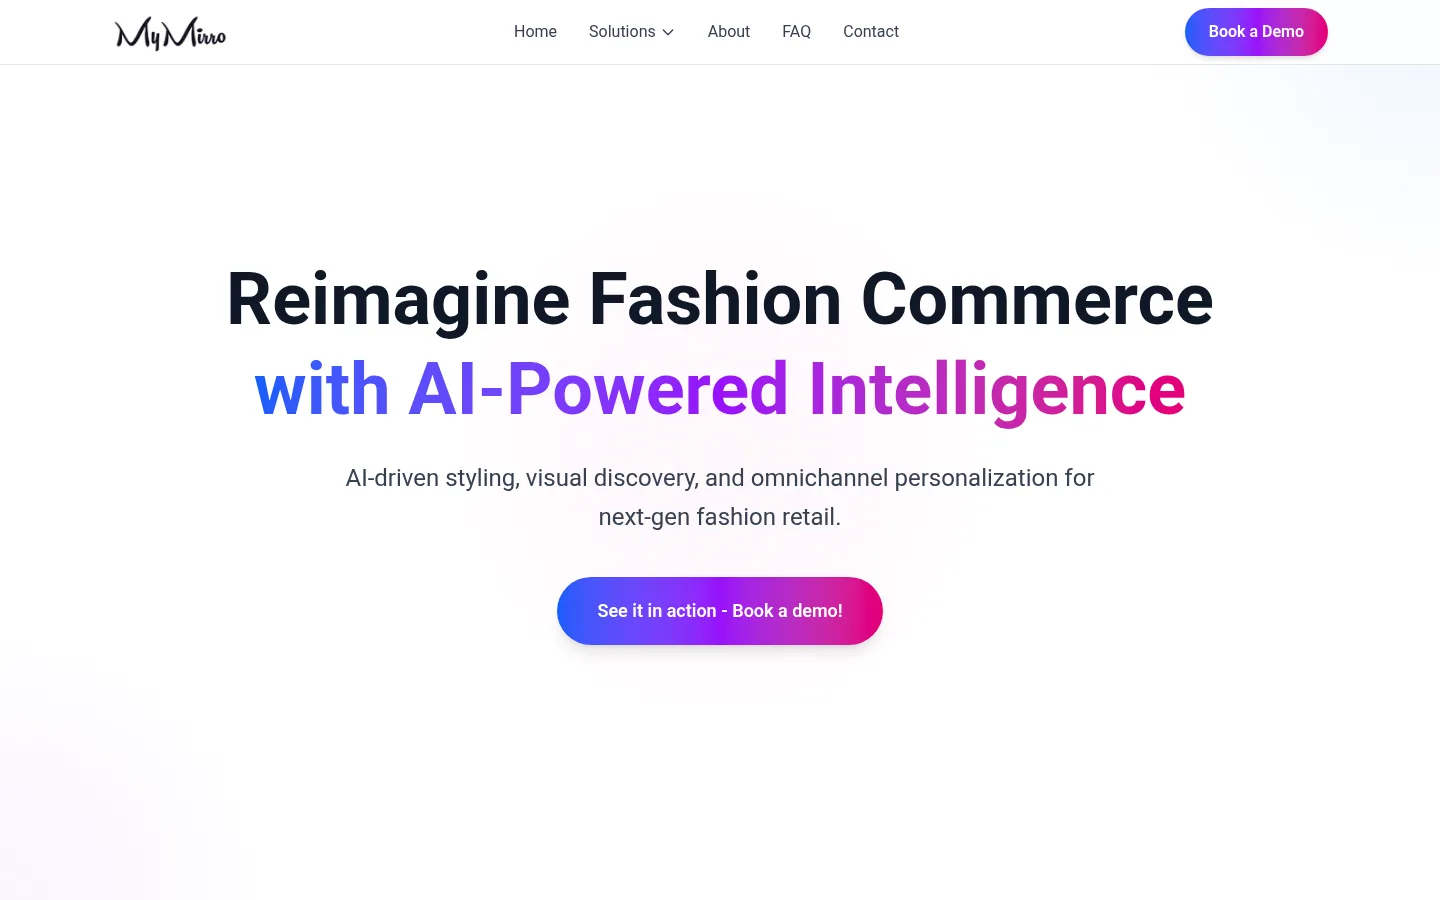 MyMirro
Home
Solutions
About
FAQ
Contact
Book a Demo
Reimagine Fashion Commerce
with AI-Powered Intelligence
AI-driven styling, visual discovery, and omnichannel personalization for
next-gen fashion retail.
See it in action - Book a demo!